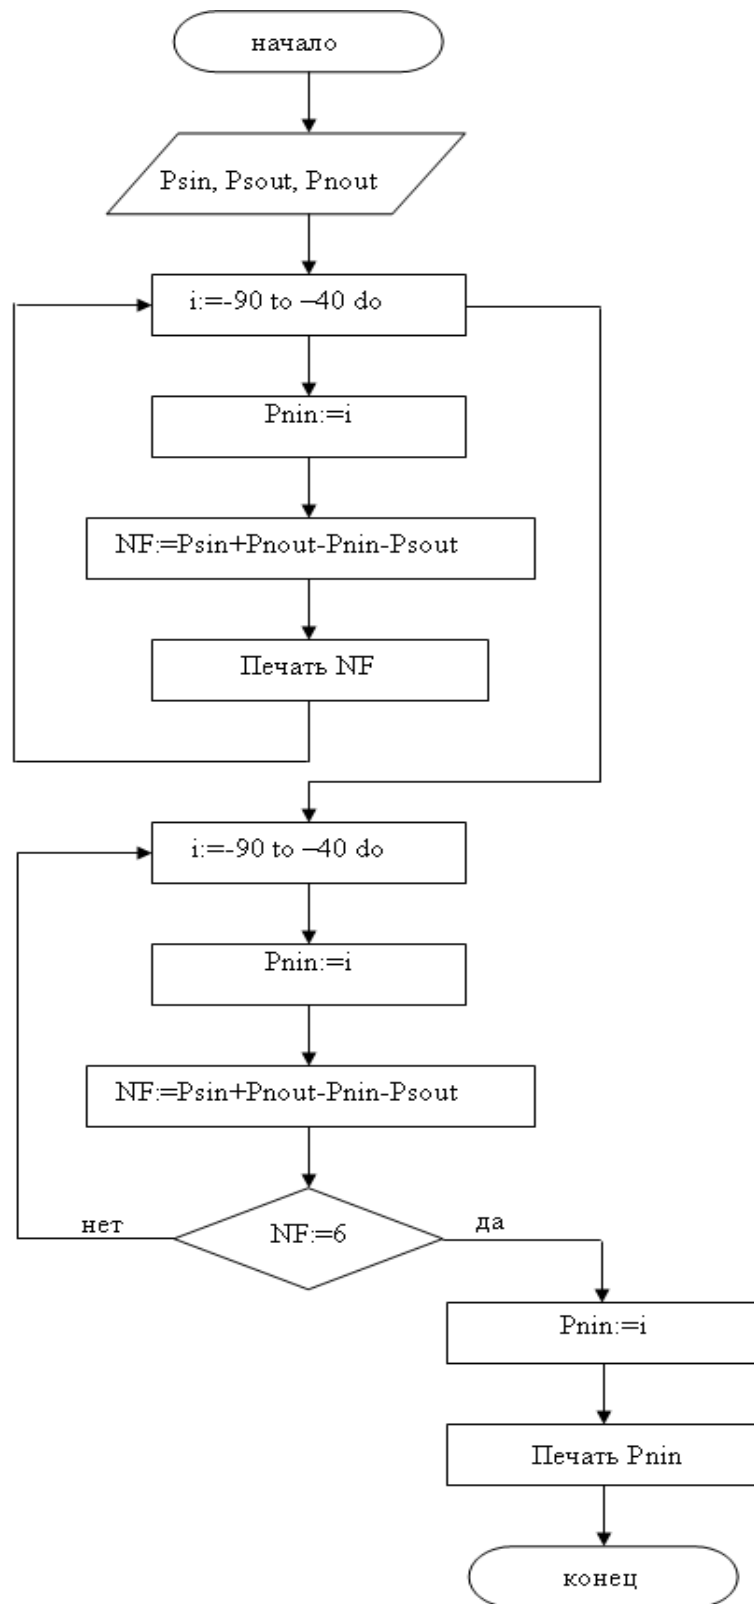 начало
Psin, Psout, Pnout
i:=-90 to –40 do
Pnin:=i
NF:=Psin+Pnout-Pnin-Psout
Печать NF
i:=-90 to –40 do
Pnin:=i
NF:=Psin+Pnout-Pnin-Psout
NF:=6
нет
да
Pnin:=i
Печать Pnin
конец